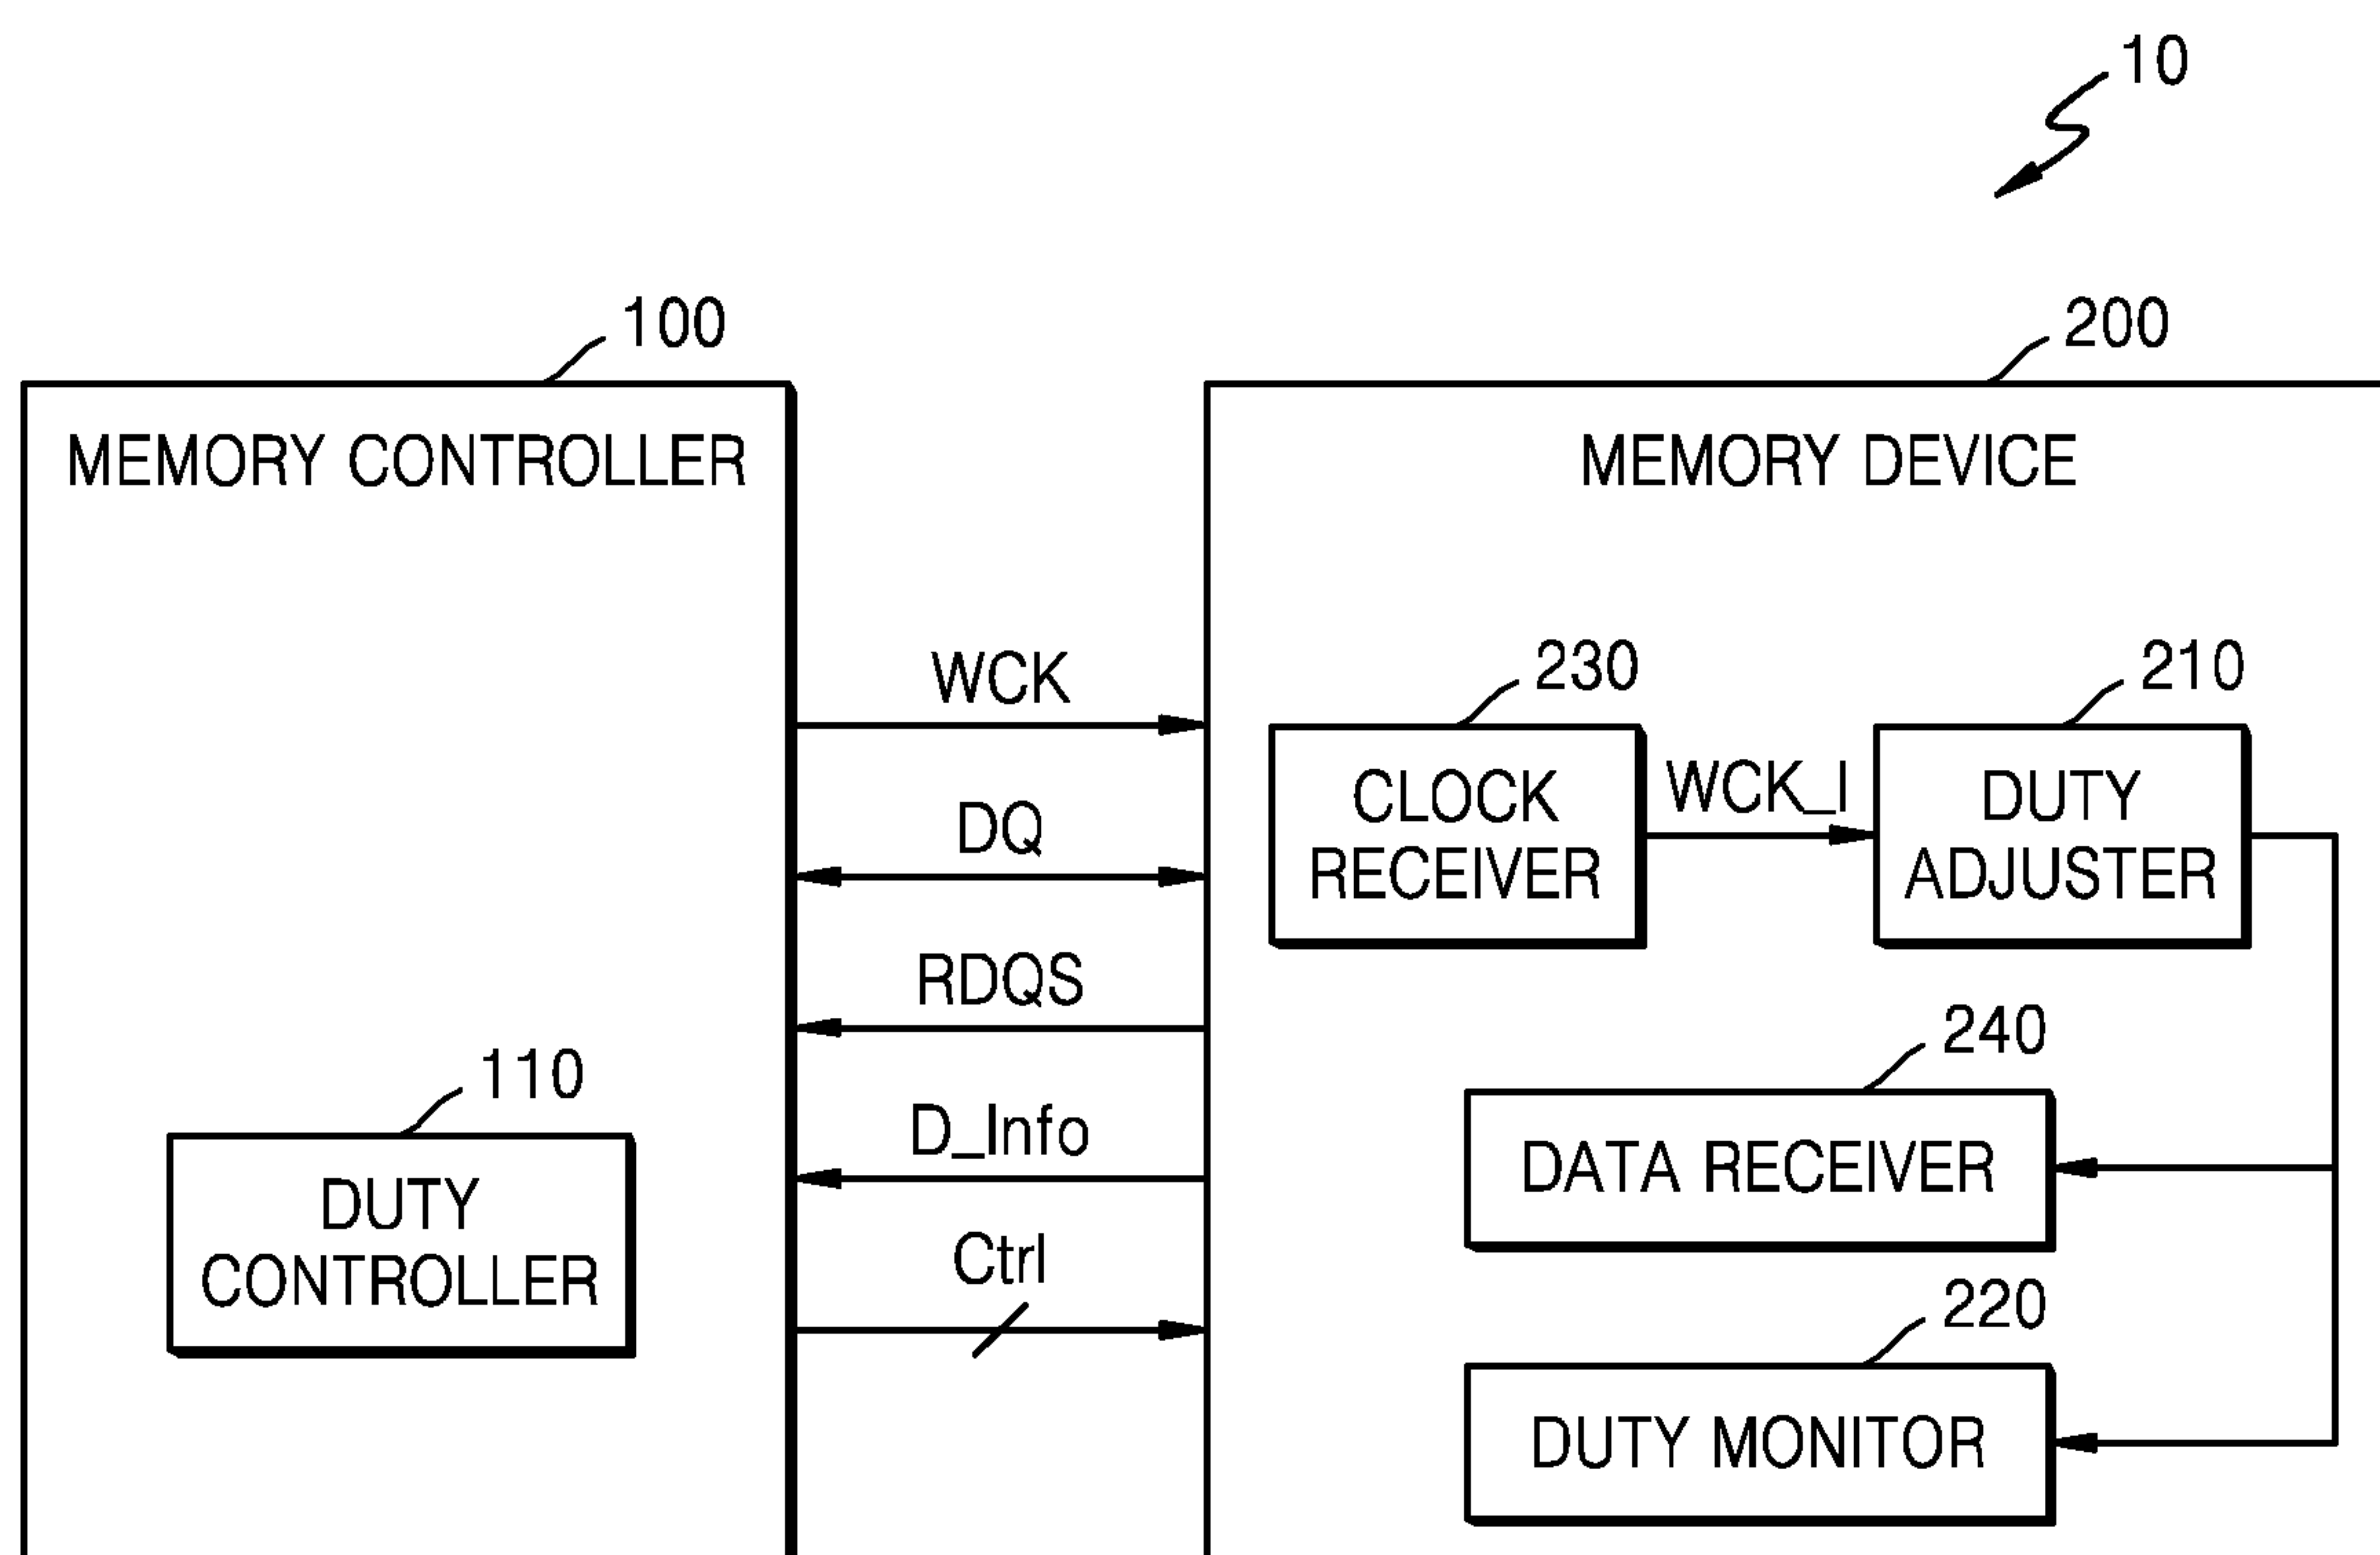 10
100
200
MEMORY CONTROLLER
MEMORY DEVICE
WCK
DQ
RDQS
D_Info
Ctrl
110
DUTY
CONTROLLER
230
CLOCK
RECEIVER
WCK_I
210
DUTY
ADJUSTER
240
DATA RECEIVER
220
DUTY MONITOR